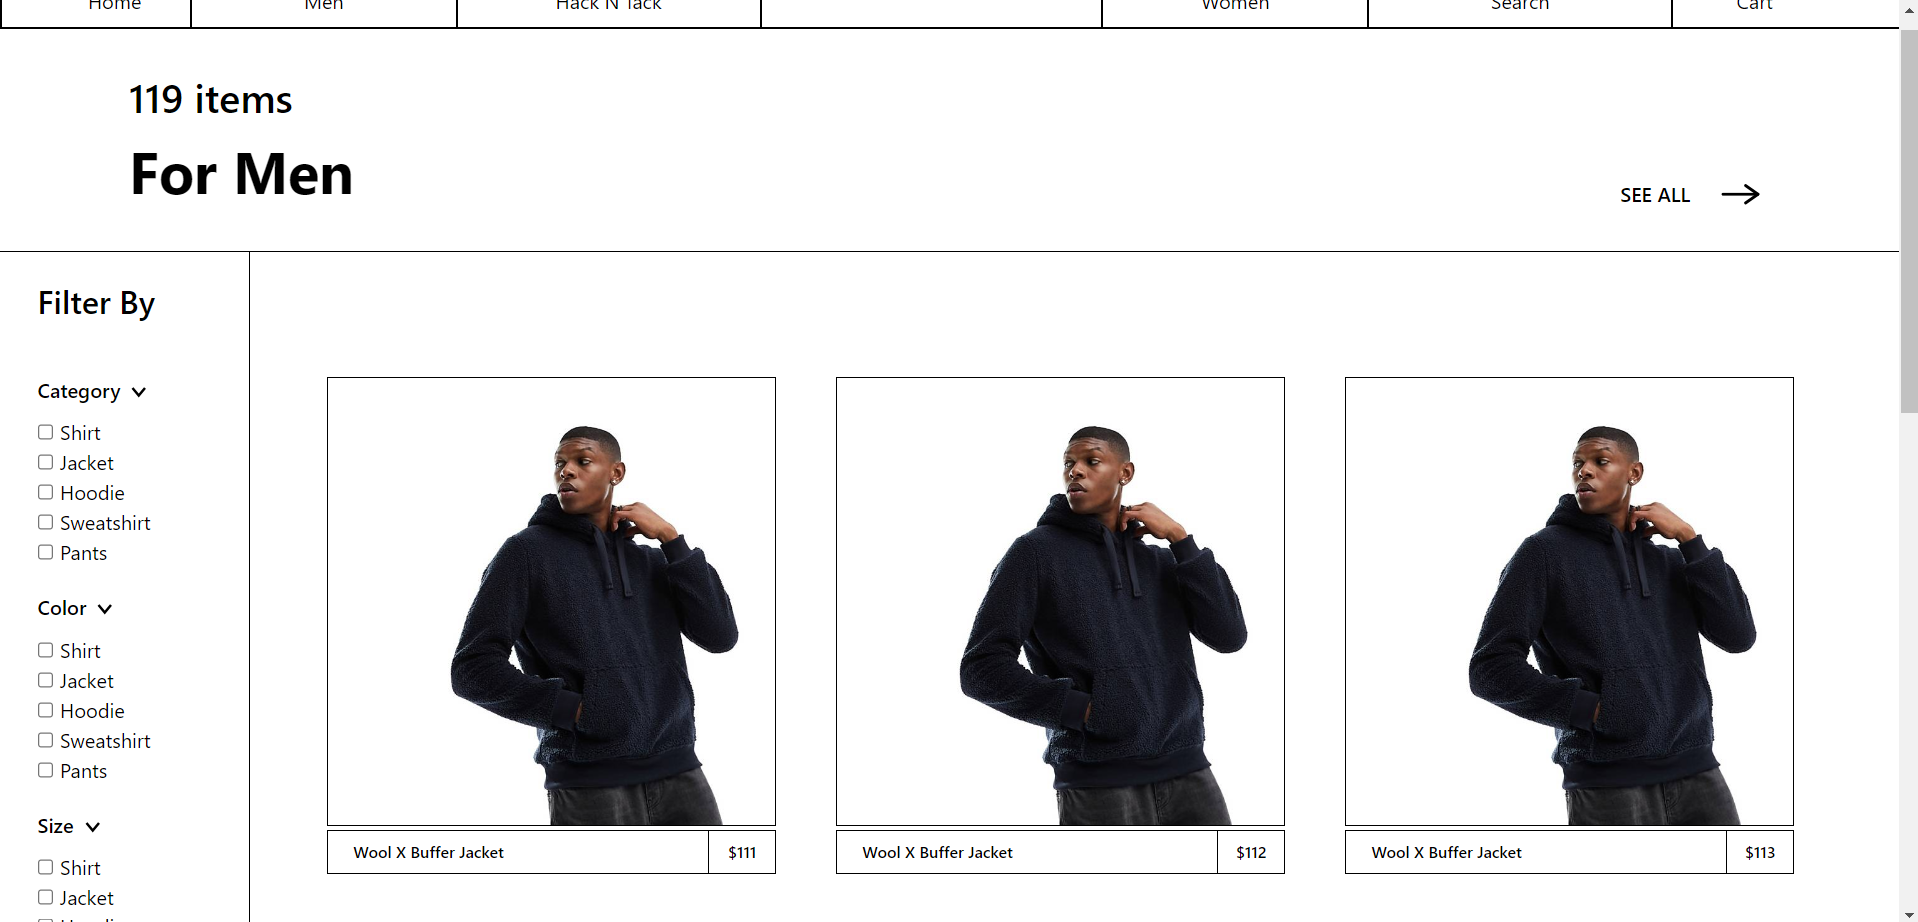 Home Men Hack N Tack Women Search Cart
119 items
For Men
SEE ALL
Filter By
Category
Shirt
Jacket
Hoodie
Sweatshirt
Pants
Color
Shirt
Jacket
Hoodie
Sweatshirt
Pants
Size
Shirt
Jacket
Wool X Buffer Jacket $111
Wool X Buffer Jacket $112
Wool X Buffer Jacket $113